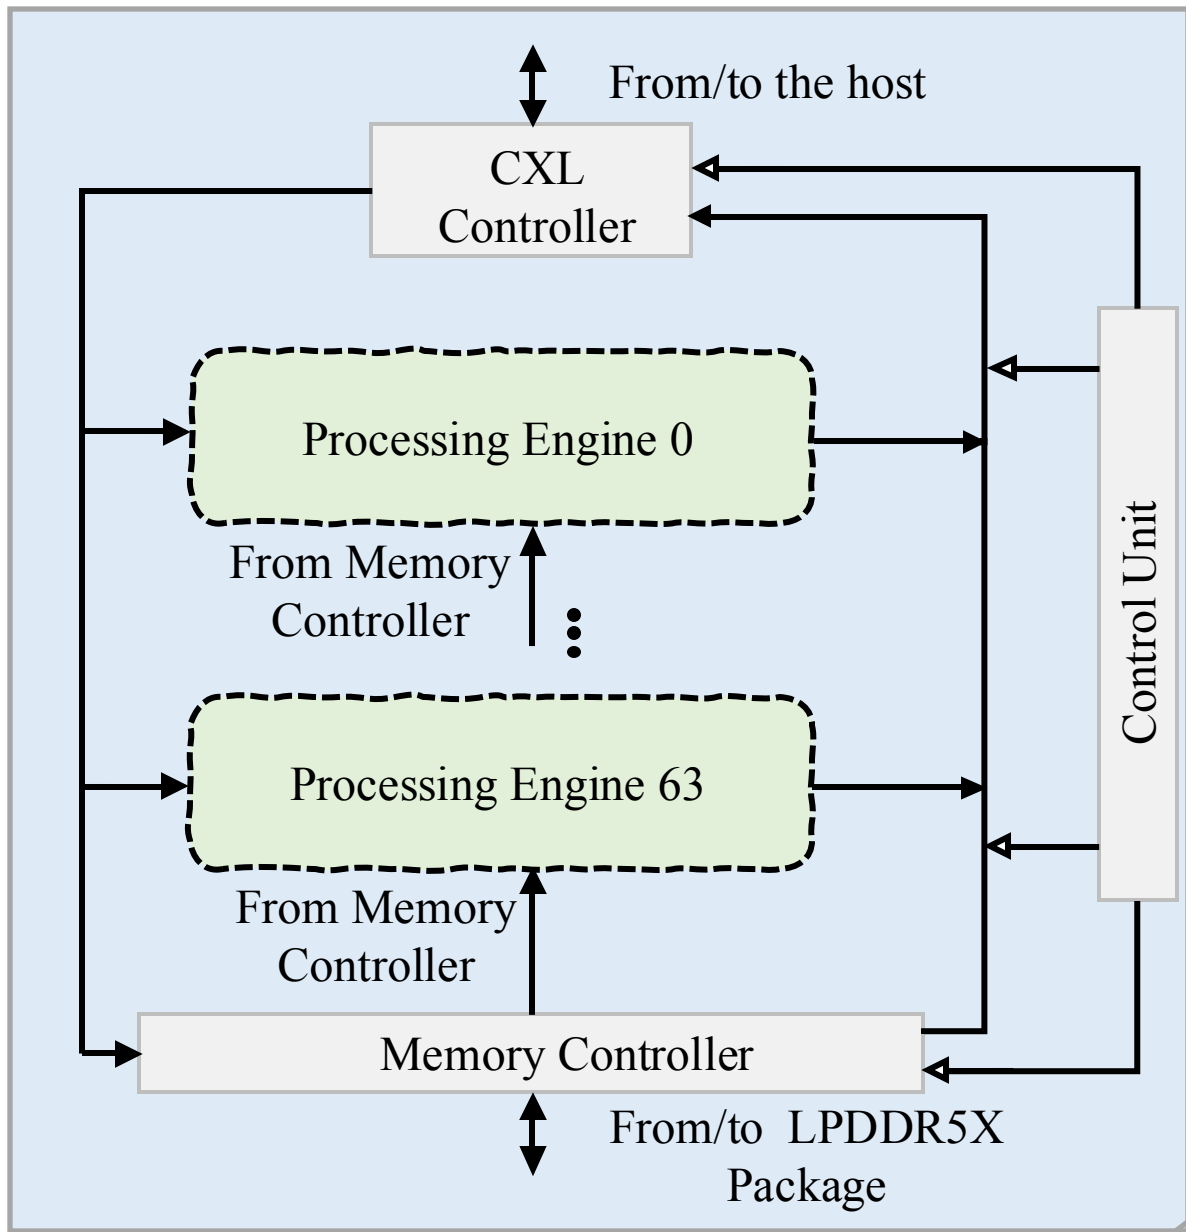 From/to the host
CXL
Controller
Processing Engine 0
From Memory
Controller
Control Unit
Processing Engine 63
From Memory
Controller
Memory Controller
From/to LPDDR5X
Package